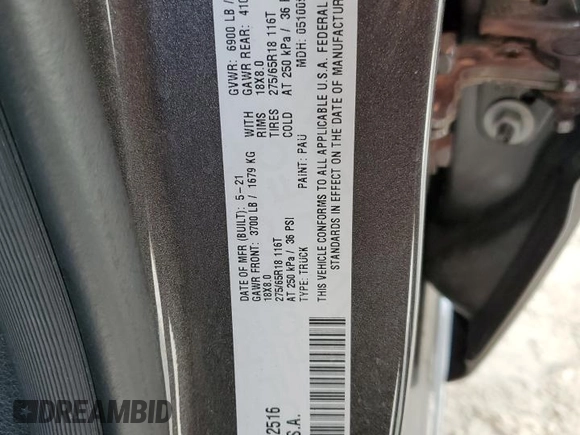 DATE OF MFR (BUILT): 5-21 GVWR: 6900 LB /
GAWR FRONT: 3700 LB / 1679 KG WITH GAWR REAR:
18X8.0 RIMS 18X8.0
275/65R18 116T TIRES 275/65R18 116T
AT 250 kPa / 36 PSI COLD AT 250 kPa / 36
TYPE: TRUCK PAINT: PAU MDH:
THIS VEHICLE CONFORMS TO ALL APPLICABLE U.S.A. FEDERAL
STANDARDS IN EFFECT ON THE DATE OF MANUFACTURE
2516
S.A.
DREAMBID